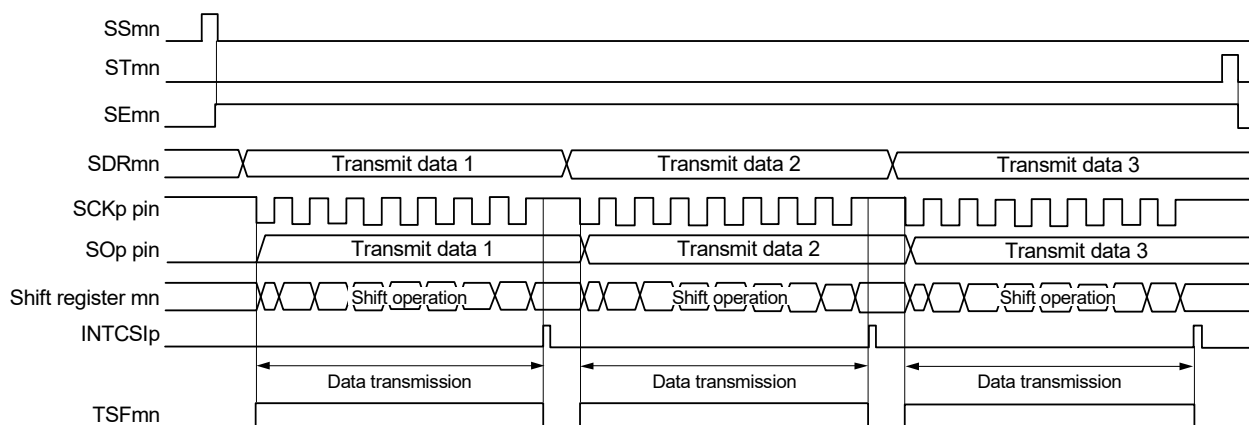 SSmn
STmn
SEmn
SDRmn Transmit data 1 Transmit data 2 Transmit data 3
SCKp pin
SOp pin Transmit data 1 Transmit data 2 Transmit data 3
Shift register mn Shift operation Shift operation Shift operation
INTCSIp
Data transmission Data transmission Data transmission
TSFmn